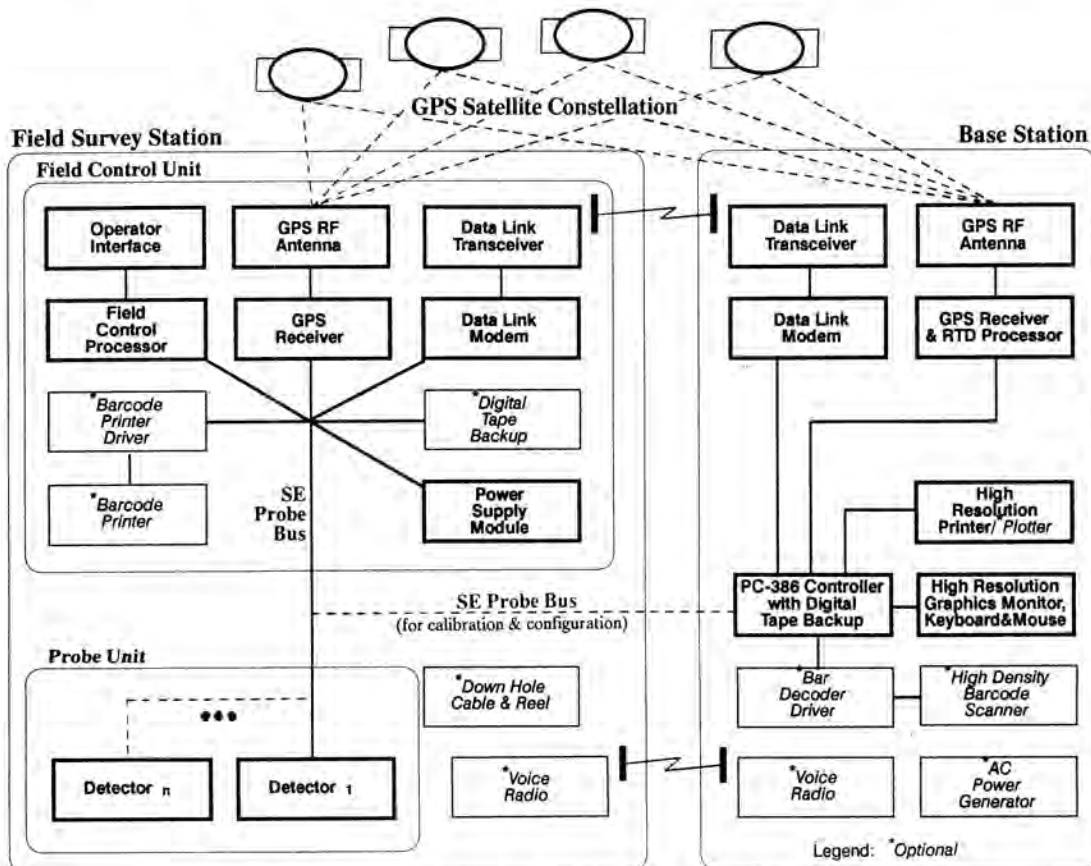 GPS Satellite Constellation
Field Survey Station
Field Control Unit
Operator
Interface
GPS RF
Antenna
Data Link
Transceiver
Field
Control
Processor
GPS
Receiver
Data Link
Modem
*Barcode
Printer
Driver
*Digital
Tape
Backup
*Barcode
Printer
SE
Probe
Bus
Power
Supply
Module
SE Probe Bus
(for calibration & configuration)
Probe Unit
Detector n
Detector 1
*Down Hole
Cable & Reel
*Voice
Radio
Base Station
Data Link
Transceiver
GPS RF
Antenna
Data Link
Modem
GPS Receiver
& RTD Processor
High
Resolution
Printer/*Plotter
PC-386 Controller
with Digital
Tape Backup
High Resolution
Graphics Monitor,
Keyboard&Mouse
*Bar
Decoder
Driver
*High Density
Barcode
Scanner
*Voice
Radio
*AC
Power
Generator
Legend: *Optional